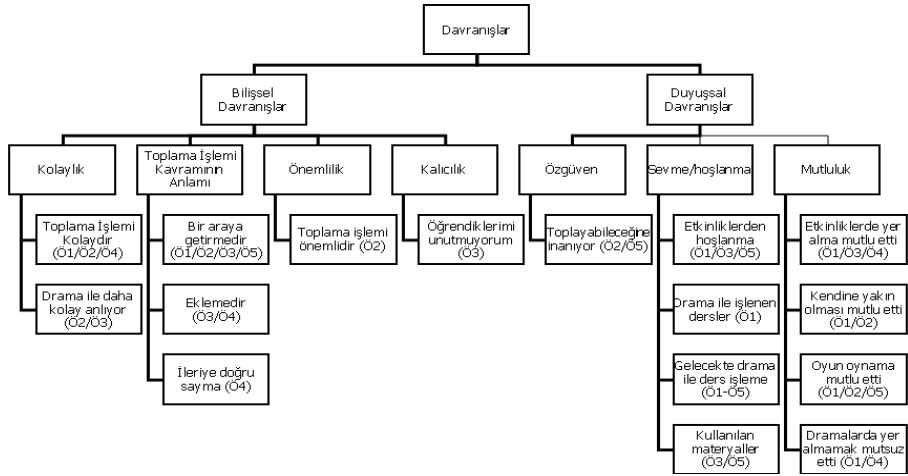 Davranışlar
Bilişsel
Davranışlar
Duyuşsal
Davranışlar
Kolaylık
Toplama İşlemi
Kavramının
Anlamı
Önemlilik
Kalıcılık
Özgüven
Sevme/hoşlanma
Mutluluk
Toplama İşlemi
Kolaydır
(Ö1/Ö2/Ö4)
Bir araya
getirmedir
(Ö1/Ö2/Ö3/Ö5)
Toplama işlemi
önemlidir (Ö2)
Öğrendiklerimi
unutmuyorum
(Ö3)
Toplayabileceğine
inanıyor (Ö2/Ö5)
Etkinliklerden
hoşlanma
(Ö1/Ö3/Ö5)
Etkinliklerde yer
alma mutlu etti
(Ö1/Ö3/Ö4)
Drama ile daha
kolay anlıyor
(Ö2/Ö3)
Eklemedir
(Ö3/Ö4)
Drama ile işlenen
dersler (Ö1)
Kendine yakın
olması mutlu etti
(Ö1/Ö2)
İleriye doğru
sayma (Ö4)
Gelecekte drama
ile ders işleme
(Ö1-Ö5)
Oyun oynama
mutlu etti
(Ö1/Ö2/Ö5)
Kullanılan
materyaller
(Ö3/Ö5)
Dramalarda yer
almamak mutsuz
etti (Ö1/Ö4)